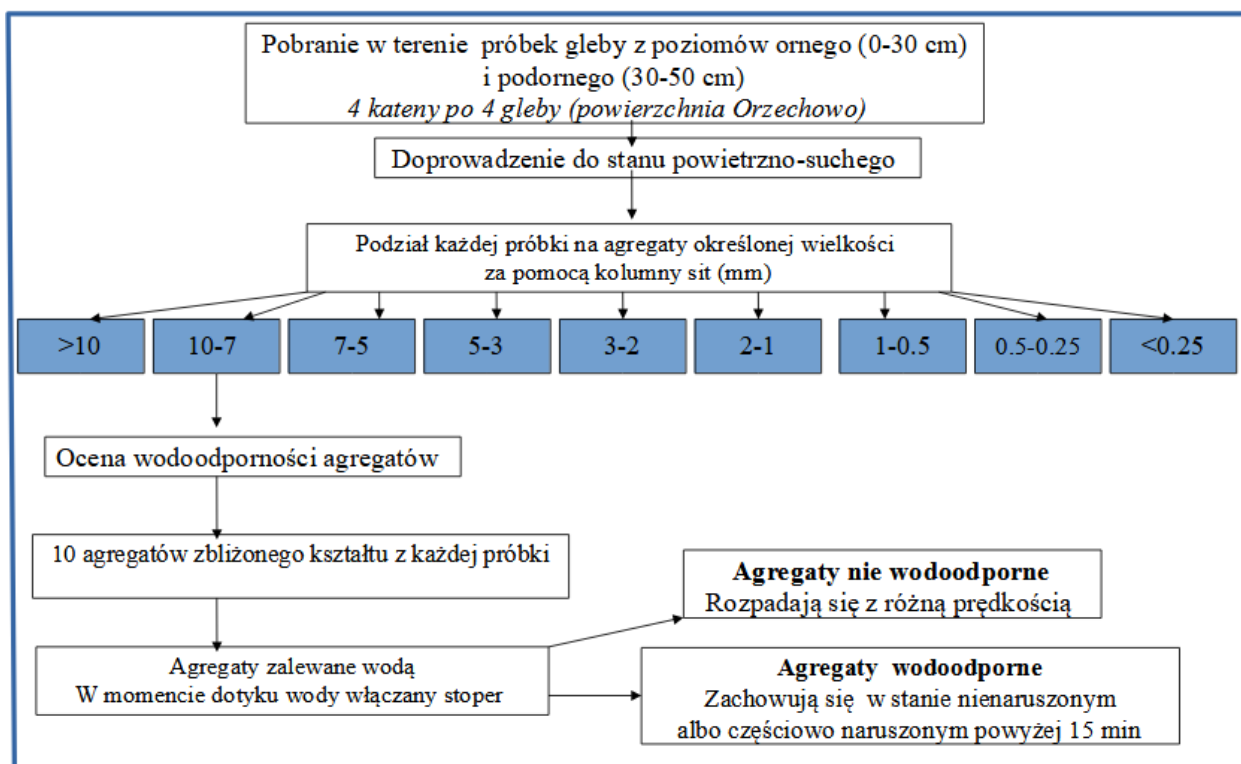 Pobranie w terenie próbek gleby z poziomów ornego (0-30 cm)
i podornego (30-50 cm)
4 kateny po 4 gleby (powierzchnia Orzechowo)
Doprowadzenie do stanu powietrzno-suchego
Podział każdej próbki na agregaty określonej wielkości
za pomocą kolumny sit (mm)
>10
10-7
7-5
5-3
3-2
2-1
1-0.5
0.5-0.25
<0.25
Ocena wodoodporności agregatów
10 agregatów zbliżonego kształtu z każdej próbki
Agregaty nie wodoodporne
Rozpadają się z różną prędkością
Agregaty zalewane wodą
W momencie dotyku wody włączany stoper
Agregaty wodoodporne
Zachowują się w stanie nienaruszonym
albo częściowo naruszonym powyżej 15 min